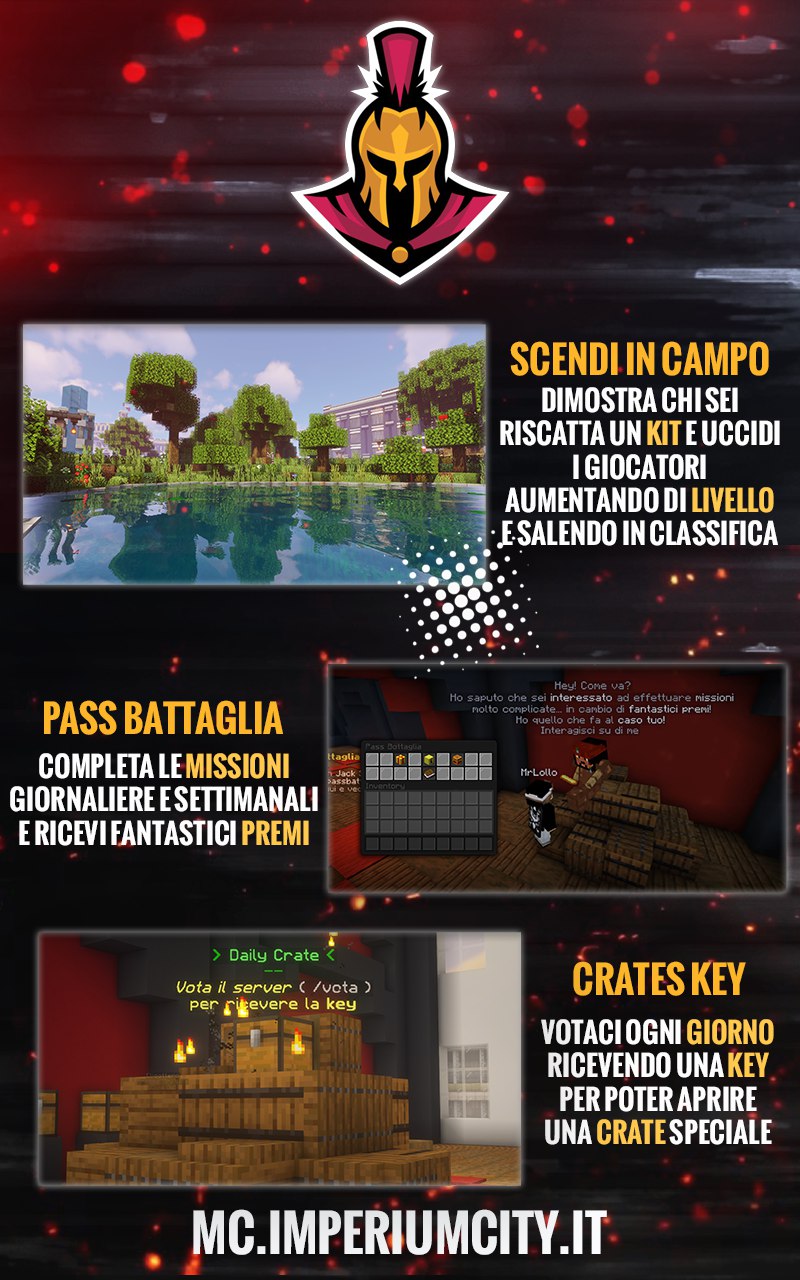 SCENDI IN CAMPO
DIMOSTRA CHI SEI
RISCATTA UN KIT E UCCIDI
I GIOCATORI
AUMENTANDO DI LIVELLO
E SALENDO IN CLASSIFICA
PASS BATTAGLIA
COMPLETA LE MISSIONI
GIORNALIERE E SETTIMANALI
E RICEVI FANTASTICI PREMI
Hey! Come va?
Ho saputo che sei interessato ad effettuare missioni
molto complicate... in cambio di fantastici premi!
Ho quello che fa al caso tuo!
Interagisci su di me
Pass Battaglia
Inventory
MrLollo
> Daily Crate <
Vota il server ( /vota )
per ricevere la key
CRATES KEY
VOTACI OGNI GIORNO
RICEVENDO UNA KEY
PER POTER APRIRE
UNA CRATE SPECIALE
MC.IMPERIUMCITY.IT